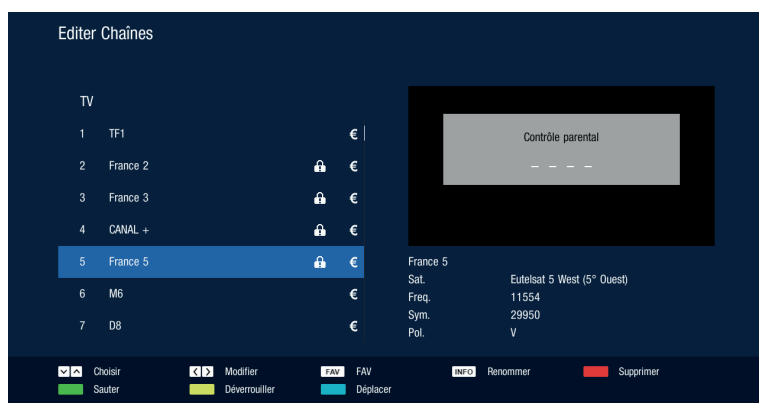 Editer Chaînes
TV
1 TF1 €
2 France 2 €
3 France 3 €
4 CANAL + €
5 France 5 €
6 M6 €
7 D8 €
Contrôle parental
_ _ _ _
France 5
Sat. Eutelsat 5 West (5° Ouest)
Freq. 11554
Sym. 29950
Pol. V
Choisir Modifier FAV FAV INFO Renommer Supprimer
Sauter Déverrouiller Déplacer